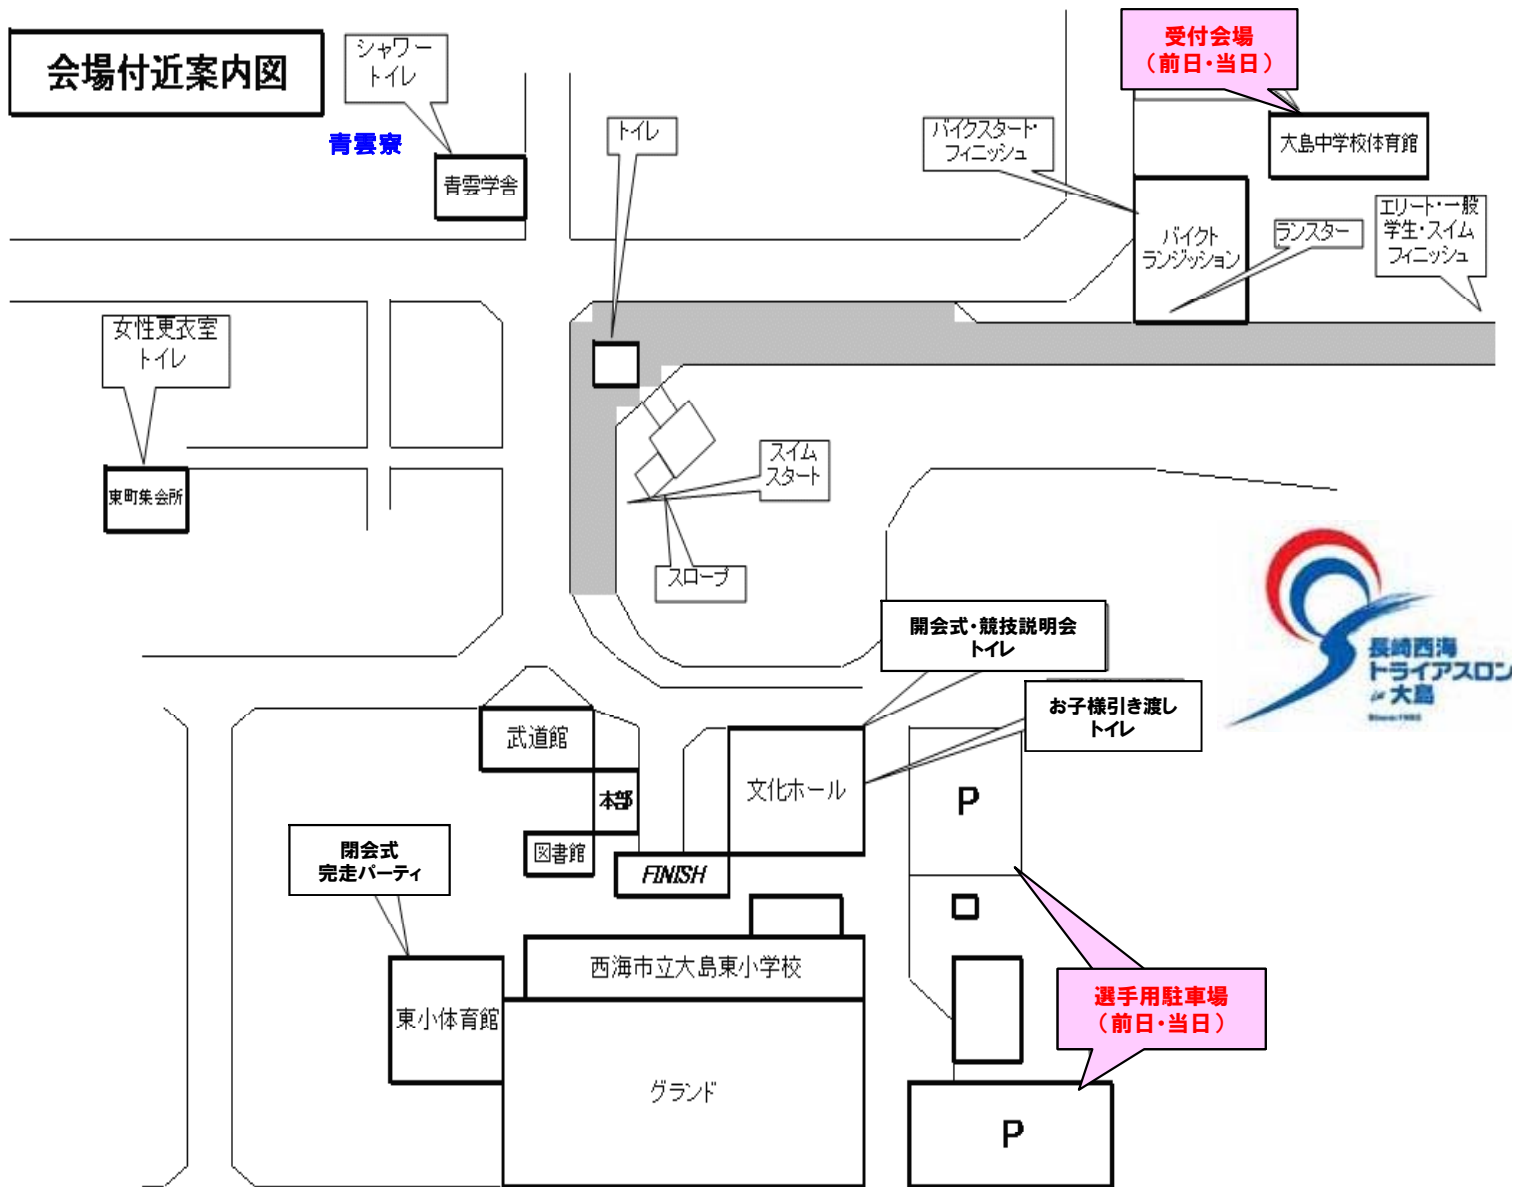 会場付近案内図
シャワー
トイレ
青雲寮
青雲学舎
トイレ
バイクスタート・
フィニッシュ
受付会場
（前日・当日）
大島中学校体育館
バイクト
ランジッション
ランスター
エリート・一般
学生・スイム
フィニッシュ
女性更衣室
トイレ
東町集会所
スイム
スタート
スロープ
開会式・競技説明会
トイレ
お子様引き渡し
トイレ
長崎西海
トライアスロン
in 大島
武道館
本部
図書館
文化ホール
P
FINISH
閉会式
完走パーティ
西海市立大島東小学校
東小体育館
グランド
選手用駐車場
（前日・当日）
P